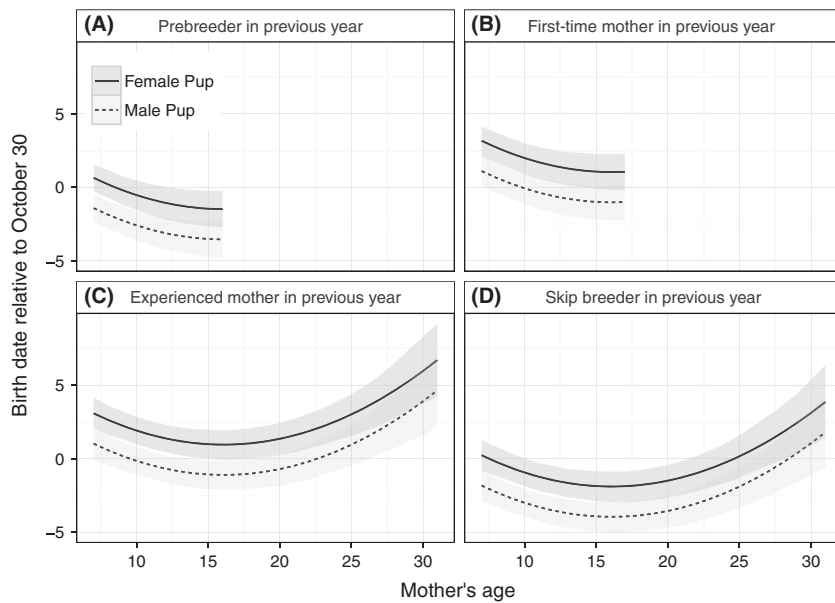 (A) Prebreeder in previous year
(B) First-time mother in previous year
Female Pup
Male Pup
5
0
−5
(C) Experienced mother in previous year
(D) Skip breeder in previous year
5
0
−5
10 15 20 25 30
10 15 20 25 30
Birth date relative to October 30
Mother's age